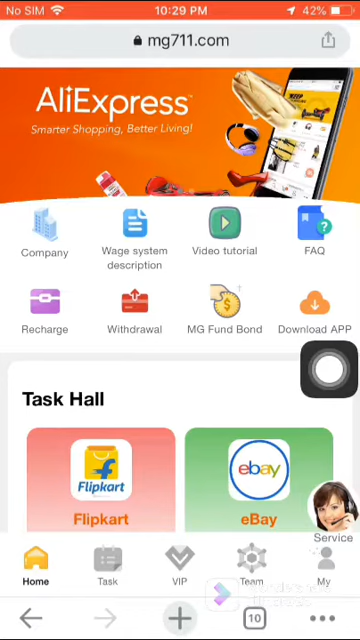 No SIM 10:29 PM 42%
mg711.com
AliExpress™
Smarter Shopping, Better Living!
Company
Wage system
description
Video tutorial
FAQ
Recharge
Withdrawal
MG Fund Bond
Download APP
Task Hall
Flipkart
ebay
Flipkart
eBay
Service
Home
Task
VIP
Team
My
10